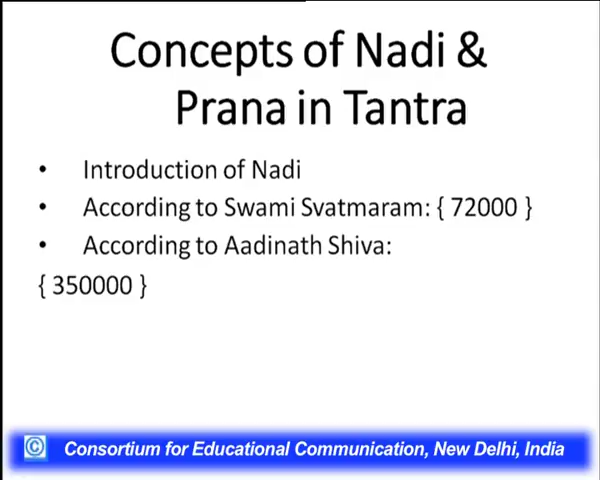 Concepts of Nadi &
Prana in Tantra
• Introduction of Nadi
• According to Swami Svatmaram: { 72000 }
• According to Aadinath Shiva:
{ 350000 }
© Consortium for Educational Communication, New Delhi, India